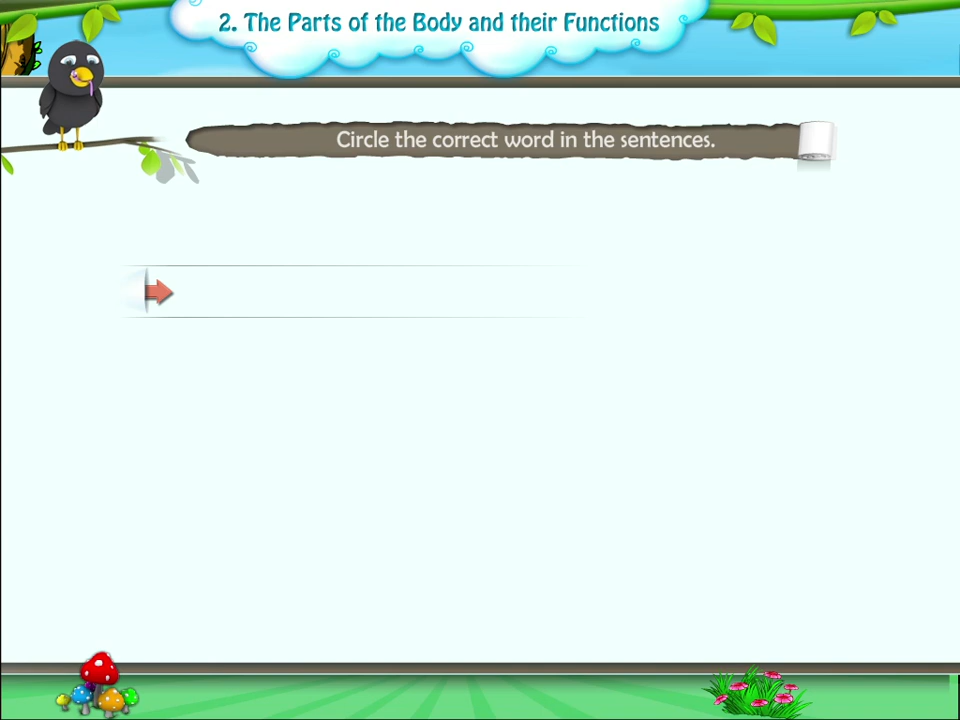 2. The Parts of the Body and their Functions
Circle the correct word in the sentences.